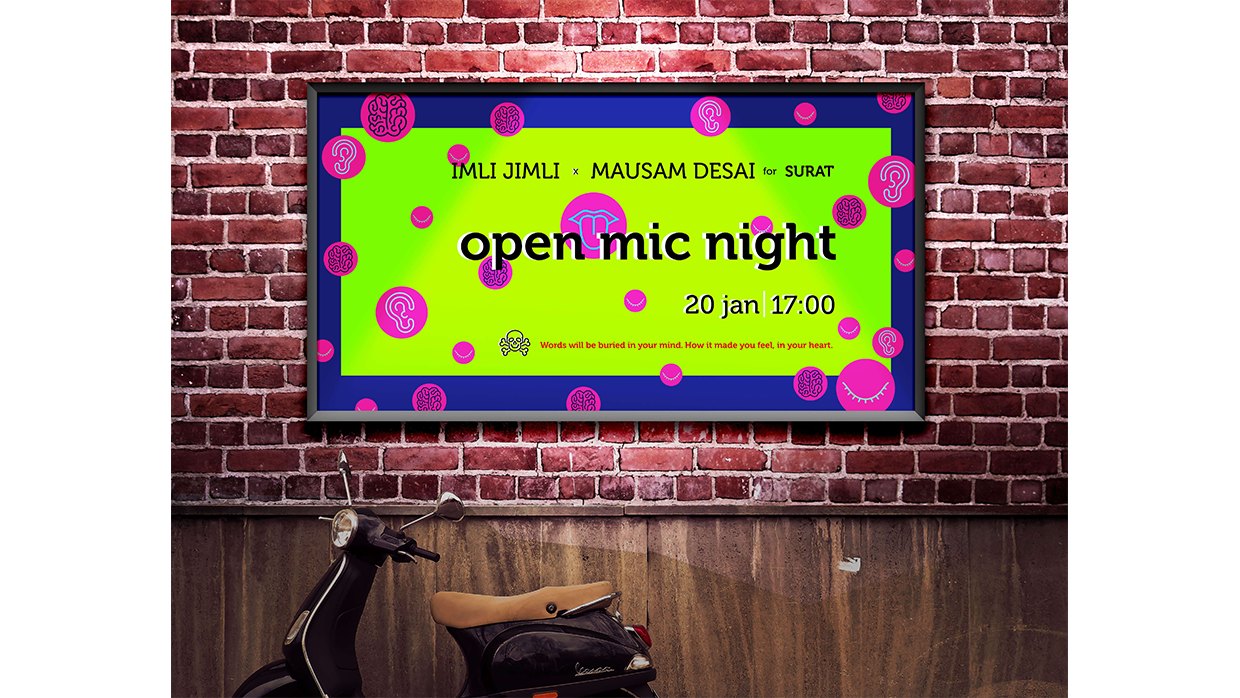 IMLI JIMLI x MAUSAM DESAI for SURAT
open mic night
20 jan | 17:00
Words will be buried in your mind. How it made you feel, in your heart.
Vespa